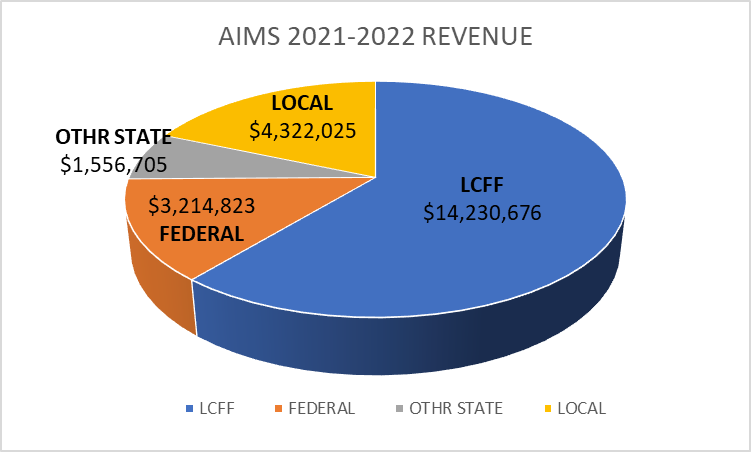 AIMS 2021-2022 REVENUE
LOCAL
$4,322,025
OTHR STATE
$1,556,705
LCFF
$14,230,676
$3,214,823
FEDERAL
LCFF FEDERAL OTHR STATE LOCAL